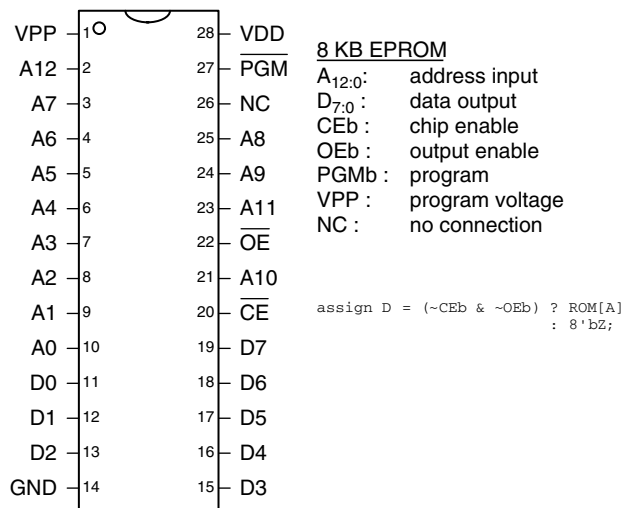 VPP 1 28 VDD
A12 2 27 PGM
A7 3 26 NC
A6 4 25 A8
A5 5 24 A9
A4 6 23 A11
A3 7 22 OE
A2 8 21 A10
A1 9 20 CE
A0 10 19 D7
D0 11 18 D6
D1 12 17 D5
D2 13 16 D4
GND 14 15 D3
8 KB EPROM
A12:0: address input
D7:0 : data output
CEb : chip enable
OEb : output enable
PGMb : program
VPP : program voltage
NC : no connection
assign D = (~CEb & ~OEb) ? ROM[A]
: 8'bZ;